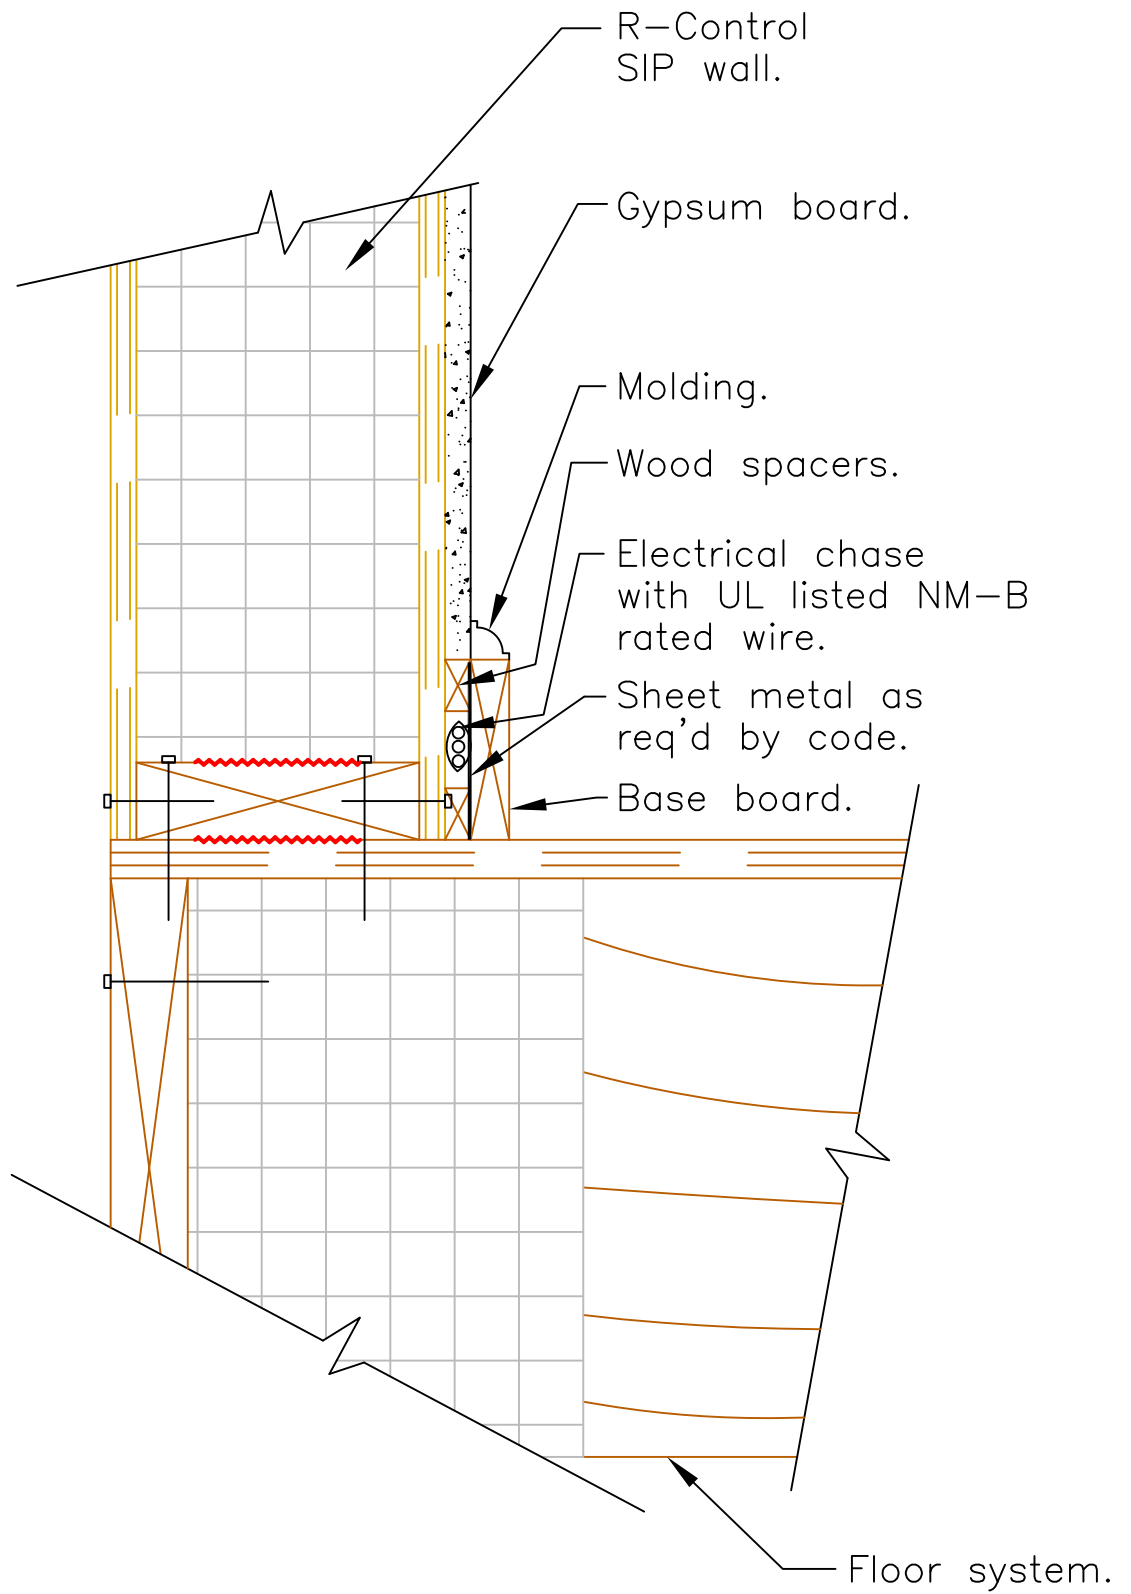 R-Control
SIP wall.
Gypsum board.
Molding.
Wood spacers.
Electrical chase
with UL listed NM-B
rated wire.
Sheet metal as
req'd by code.
Base board.
Floor system.